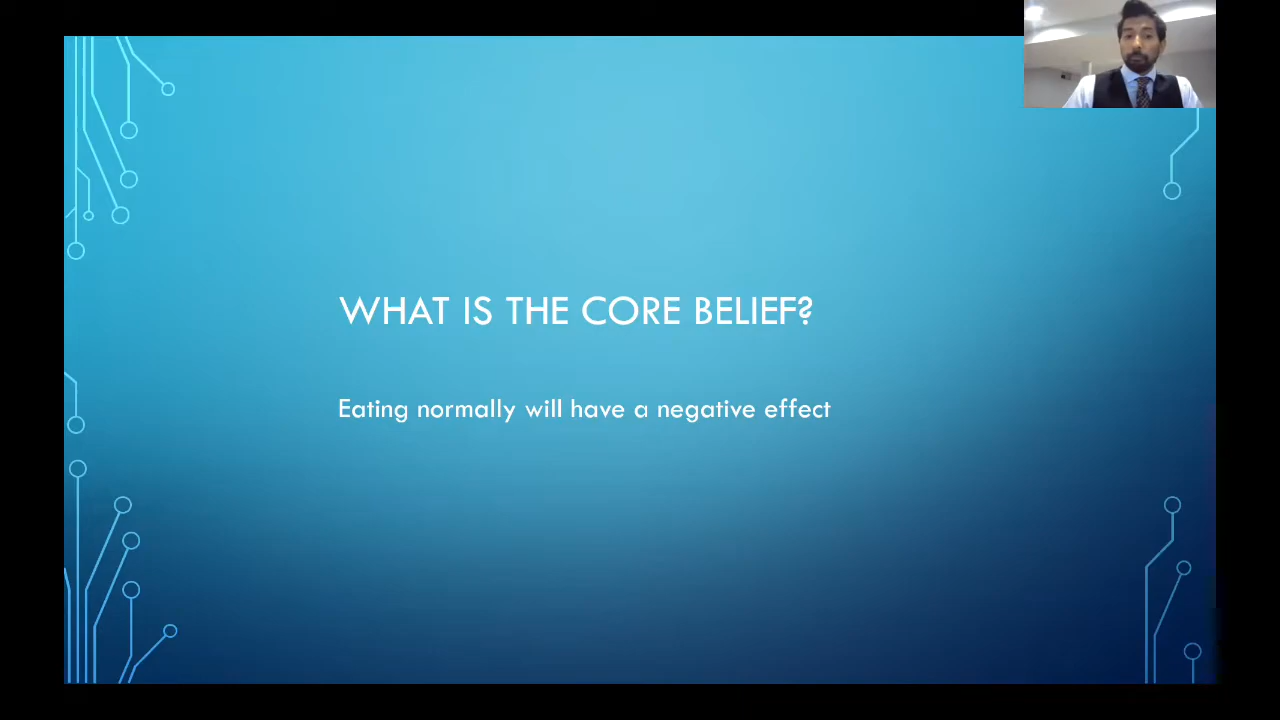 WHAT IS THE CORE BELIEF?
Eating normally will have a negative effect